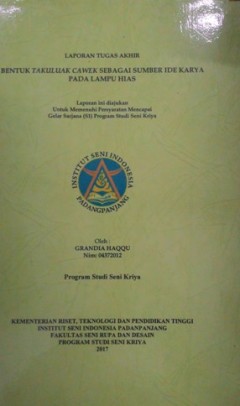 LAPORAN TUGAS AKHIR
BENTUK TAKULUAK CAWEK SEBAGAI SUMBER IDE KARYA
PADA LAMPU HIAS
Laporan ini diajukan
Untuk Memenuhi Persyaratan Mencapai
Gelar Sarjana (S1) Program Studi Seni Kriya
INSTITUT SENI INDONESIA
PADANGPANJANG
Oleh :
GRANDIA HAQQU
Nim: 04372012
Program Studi Seni Kriya
KEMENTERIAN RISET, TEKNOLOGI DAN PENDIDIKAN TINGGI
INSTITUT SENI INDONESIA PADANPANJANG
FAKULTAS SENI RUPA DAN DESAIN
PROGRAM STUDI SENI KRIYA
2017